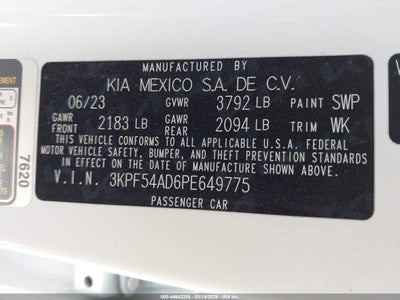 MANUFACTURED BY
KIA MEXICO S.A. DE C.V.
06/23 GVWR 3792 LB PAINT SWP
GAWR FRONT 2183 LB GAWR REAR 2094 LB TRIM WK
THIS VEHICLE CONFORMS TO ALL APPLICABLE FEDERAL
MOTOR VEHICLE SAFETY, BUMPER, AND THEFT PREVENTION STANDARDS
IN EFFECT ON THE DATE OF MANUFACTURE SHOWN ABOVE.
V.I.N. 3KPF54AD6PE649775
PASSENGER CAR
7620